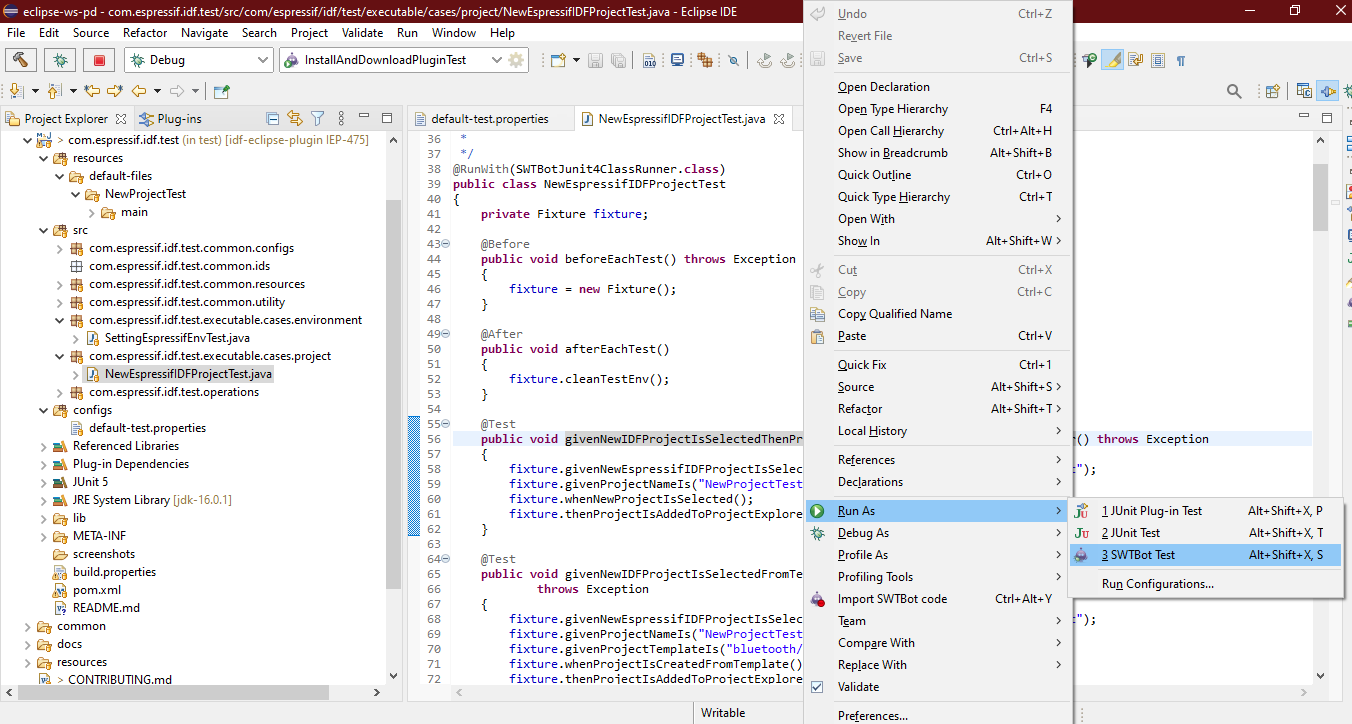 eclipse-ws-pd - com.espressif.idf.test/src/com/espressif/idf/test/executable/cases/project/NewEspressifIDFProjectTest.java - Eclipse IDE
File Edit Source Refactor Navigate Search Project Validate Run Window Help
Debug InstallAndDownloadPluginTest
Project Explorer Plug-ins
> com.espressif.idf.test (in test) [idf-eclipse-plugin IEP-475]
resources
default-files
NewProjectTest
main
src
com.espressif.idf.test.common.configs
com.espressif.idf.test.common.ids
com.espressif.idf.test.common.resources
com.espressif.idf.test.common.utility
com.espressif.idf.test.executable.cases.environment
SettingEspressifEnvTest.java
com.espressif.idf.test.executable.cases.project
NewEspressifIDFProjectTest.java
com.espressif.idf.test.operations
configs
default-test.properties
Referenced Libraries
Plug-in Dependencies
JUnit 5
JRE System Library [jdk-16.0.1]
lib
META-INF
screenshots
build.properties
pom.xml
README.md
common
docs
resources
> CONTRIBUTING.md
default-test.properties NewEspressifIDFProjectTest.java
36 *
37 */
38 @RunWith(SWTBotJunit4ClassRunner.class)
39 public class NewEspressifIDFProjectTest
40 {
41 private Fixture fixture;
42
43 @Before
44 public void beforeEachTest() throws Exception
45 {
46 fixture = new Fixture();
47 }
48
49 @After
50 public void afterEachTest()
51 {
52 fixture.cleanTestEnv();
53 }
54
55 @Test
56 public void givenNewIDFProjectIsSelectedThenPr () throws Exception
57 {
58 fixture.givenNewEspressifIDFProjectIsSelec ");
59 fixture.givenProjectNameIs("NewProjectTest
60 fixture.whenNewProjectIsSelected();
61 fixture.thenProjectIsAddedToProjectExplore
62 }
63
64 @Test
65 public void givenNewIDFProjectIsSelectedFromTe
66 throws Exception
67 {
68 fixture.givenNewEspressifIDFProjectIsSelec ");
69 fixture.givenProjectNameIs("NewProjectTest
70 fixture.givenProjectTemplateIs("bluetooth/
71 fixture.whenProjectIsCreatedFromTemplate()
72 fixture.thenProjectIsAddedToProjectExplore
Undo Ctrl+Z
Revert File
Save Ctrl+S
Open Declaration
Open Type Hierarchy F4
Open Call Hierarchy Ctrl+Alt+H
Show in Breadcrumb Alt+Shift+B
Quick Outline Ctrl+O
Quick Type Hierarchy Ctrl+T
Open With
Show In Alt+Shift+W
Cut Ctrl+X
Copy Ctrl+C
Copy Qualified Name
Paste Ctrl+V
Quick Fix Ctrl+1
Source Alt+Shift+S
Refactor Alt+Shift+T
Local History
References
Declarations
Run As
Debug As
Profile As
Profiling Tools
Import SWTBot code Ctrl+Alt+Y
Team
Compare With
Replace With
Validate
Preferences...
1 JUnit Plug-in Test Alt+Shift+X, P
2 JUnit Test Alt+Shift+X, T
3 SWTBot Test Alt+Shift+X, S
Run Configurations...
Writable